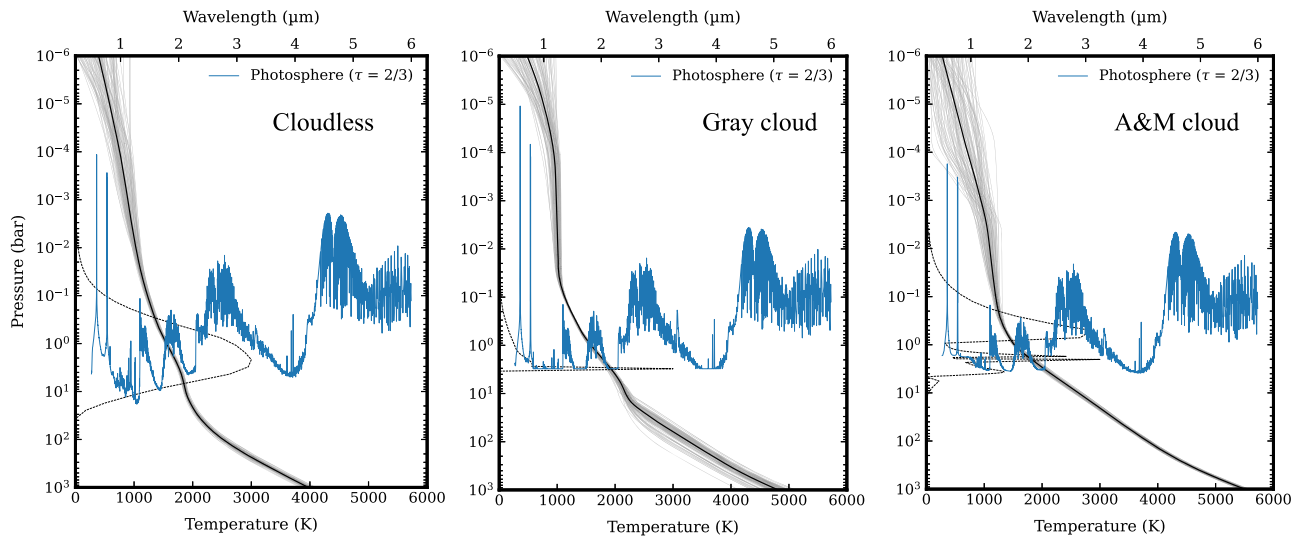 Wavelength (µm)
1 2 3 4 5 6
Photosphere (τ = 2/3)
Cloudless
Pressure (bar)
10⁻⁶
10⁻⁵
10⁻⁴
10⁻³
10⁻²
10⁻¹
10⁰
10¹
10²
10³
0 1000 2000 3000 4000 5000 6000
Temperature (K)
Wavelength (µm)
1 2 3 4 5 6
Photosphere (τ = 2/3)
Gray cloud
10⁻⁶
10⁻⁵
10⁻⁴
10⁻³
10⁻²
10⁻¹
10⁰
10¹
10²
10³
0 1000 2000 3000 4000 5000 6000
Temperature (K)
Wavelength (µm)
1 2 3 4 5 6
Photosphere (τ = 2/3)
A&M cloud
10⁻⁶
10⁻⁵
10⁻⁴
10⁻³
10⁻²
10⁻¹
10⁰
10¹
10²
10³
0 1000 2000 3000 4000 5000 6000
Temperature (K)